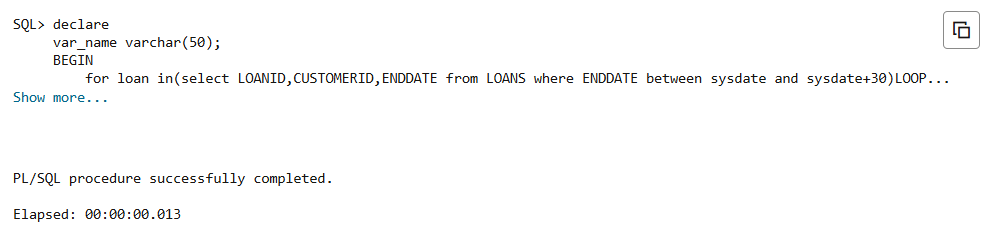 SQL> declare
     var_name varchar(50);
     BEGIN
         for loan in(select LOANID,CUSTOMERID,ENDDATE from LOANS where ENDDATE between sysdate and sysdate+30)LOOP...
Show more...
PL/SQL procedure successfully completed.
Elapsed: 00:00:00.013